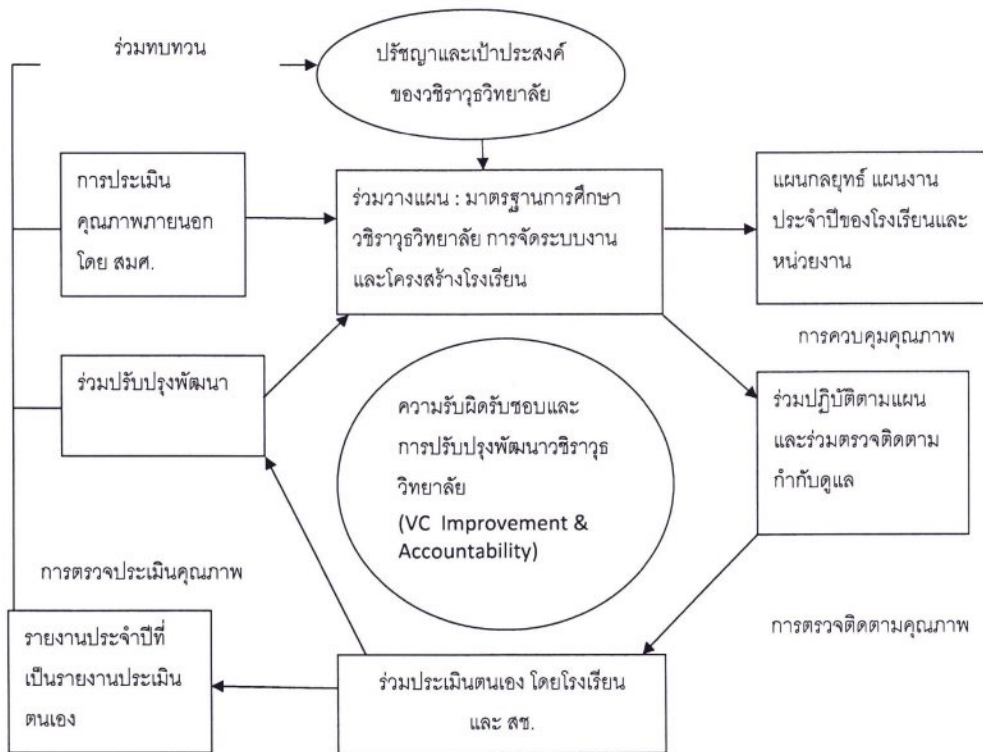 ร่วมทบทวน
ปรัชญาและเป้าประสงค์
ของวชิราวุธวิทยาลัย
การประเมิน
คุณภาพภายนอก
โดย สมศ.
ร่วมวางแผน : มาตรฐานการศึกษา
วชิราวุธวิทยาลัย การจัดระบบงาน
และโครงสร้างโรงเรียน
แผนกลยุทธ์ แผนงาน
ประจำปีของโรงเรียนและ
หน่วยงาน
การควบคุมคุณภาพ
ร่วมปรับปรุงพัฒนา
ความรับผิดรับชอบและ
การปรับปรุงพัฒนาวชิราวุธ
วิทยาลัย
(VC Improvement &
Accountability)
ร่วมปฏิบัติตามแผน
และร่วมตรวจติดตาม
กำกับดูแล
การตรวจประเมินคุณภาพ
การตรวจติดตามคุณภาพ
รายงานประจำปีที่
เป็นรายงานประเมิน
ตนเอง
ร่วมประเมินตนเอง โดยโรงเรียน
และ สช.